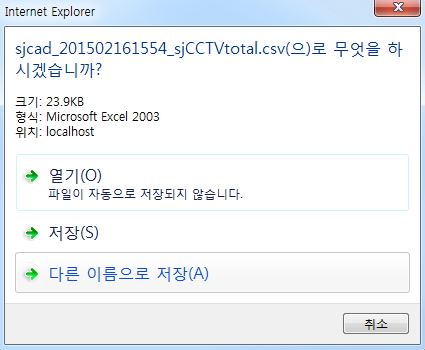 Internet Explorer
sjcad_201502161554_sjCCTVtotal.csv(으)로 무엇을 하
시겠습니까?
크기: 23.9KB
형식: Microsoft Excel 2003
위치: localhost
열기(O)
파일이 자동으로 저장되지 않습니다.
저장(S)
다른 이름으로 저장(A)
취소